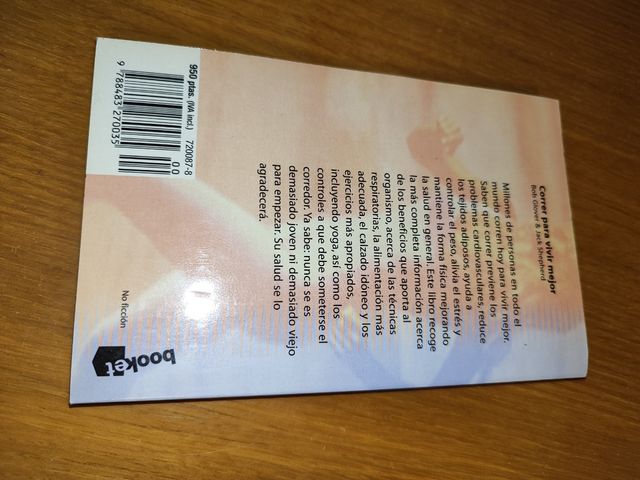 Correr para vivir mejor
Bob Glover & Jack Shepherd
Millones de personas en todo el
mundo corren hoy para vivir mejor.
Saben que correr previene los
problemas cardiovasculares, reduce
los tejidos adiposos, ayuda a
controlar el peso, alivia el estrés y
mantiene la forma física mejorando
la salud en general. Este libro recoge
la más completa información acerca
de los beneficios que aporta al
organismo, acerca de las técnicas
respiratorias, la alimentación más
adecuada, el calzado idóneo y los
ejercicios más apropiados,
incluyendo yoga, así como los
controles a que debe someterse el
corredor. Ya sabe: nunca se es
demasiado joven ni demasiado viejo
para empezar. Su salud se lo
agradecerá.
950 ptas. (IVA incl.) 720087-8
00
9 788483 270035
No ficción
booket